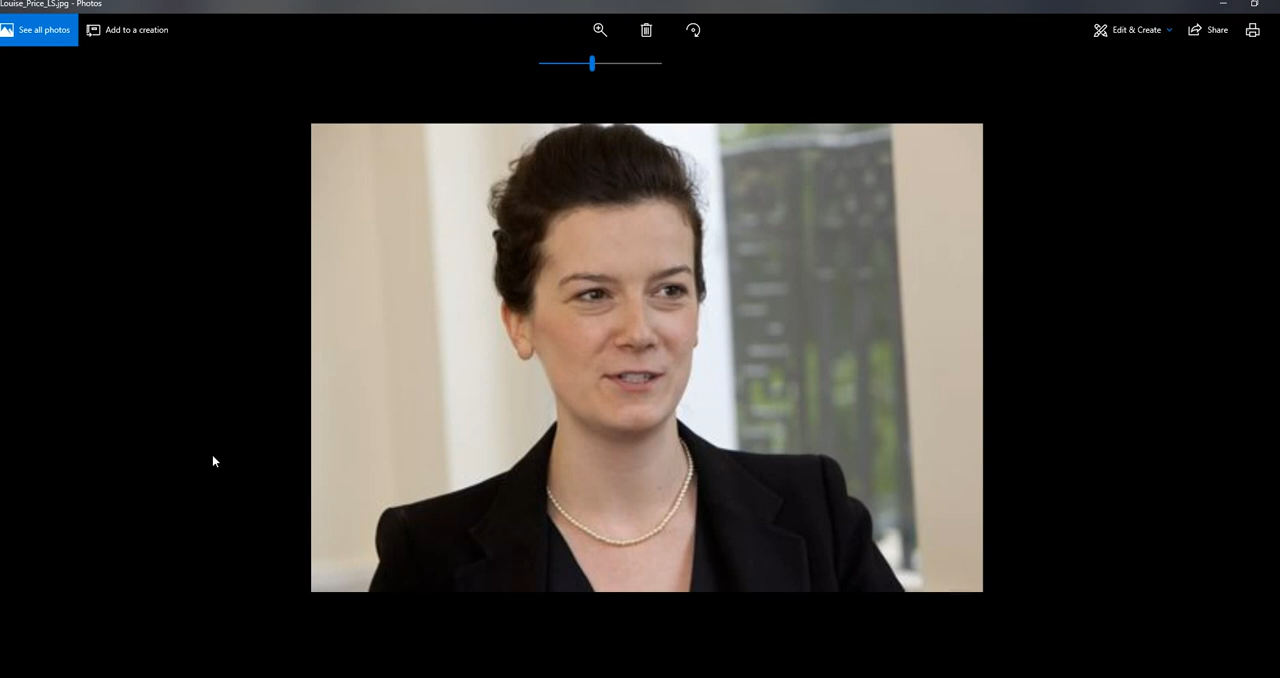 Louise_Price_LS.jpg - Photos
See all photos
Add to a creation
Edit & Create
Share